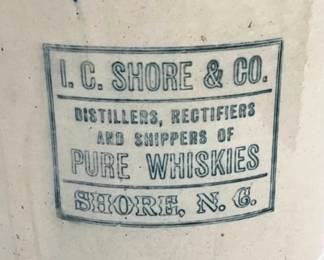 I. C. SHORE & CO.
DISTILLERS, RECTIFIERS
AND SHIPPERS OF
PURE WHISKIES
SHORE, N. C.